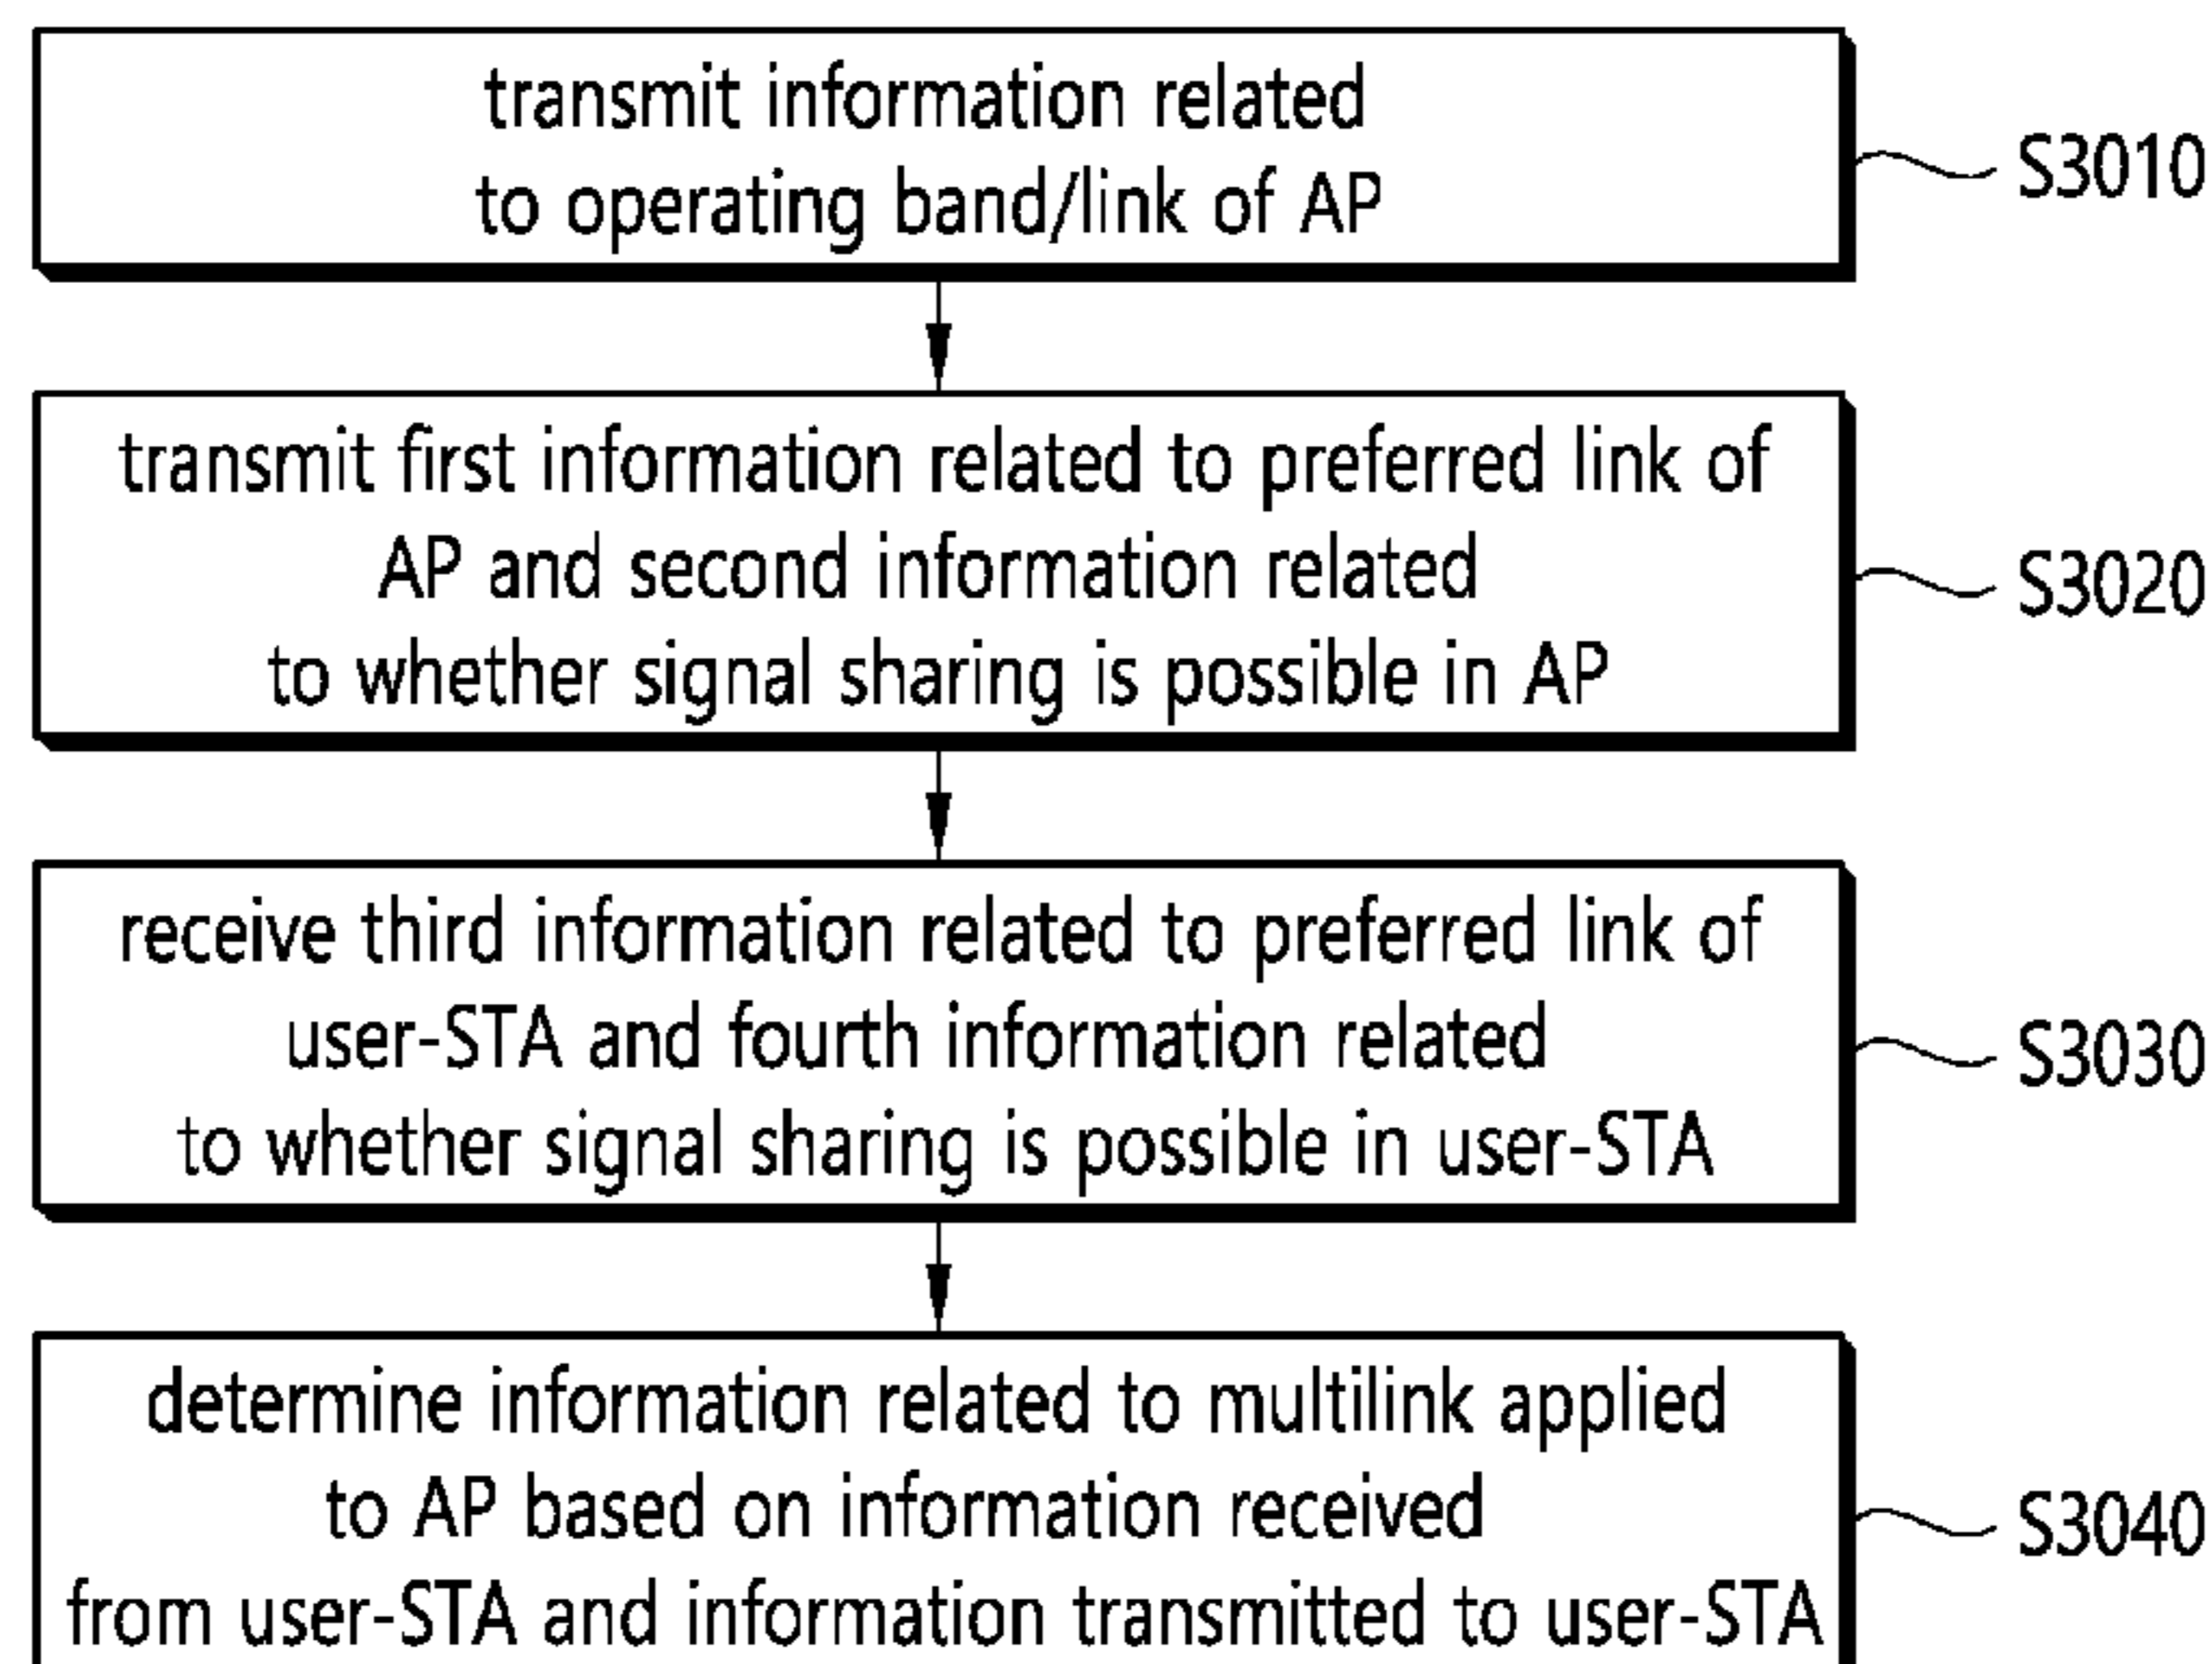 transmit information related
to operating band/link of AP
S3010
transmit first information related to preferred link of
AP and second information related
to whether signal sharing is possible in AP
S3020
receive third information related to preferred link of
user-STA and fourth information related
to whether signal sharing is possible in user-STA
S3030
determine information related to multilink applied
to AP based on information received
from user-STA and information transmitted to user-STA
S3040